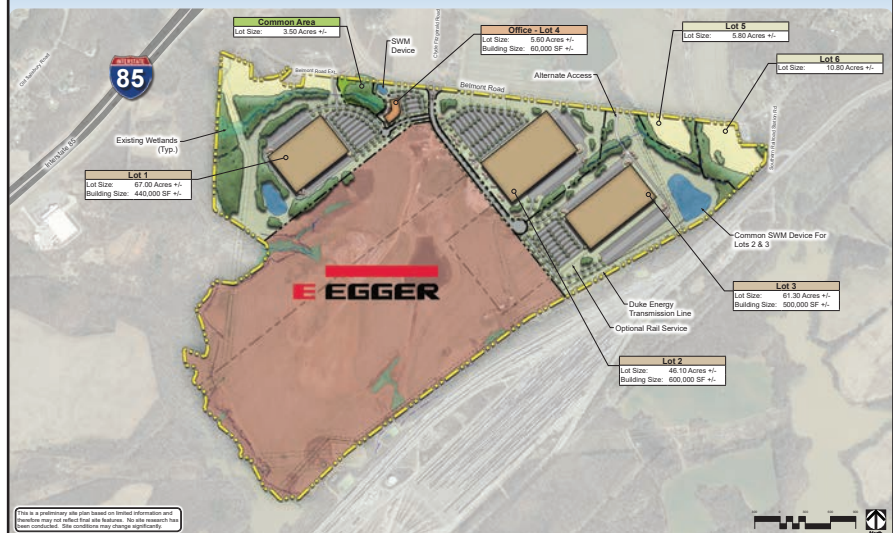 Common Area
Lot Size: 3.50 Acres +/-
SWM
Device
Office - Lot 4
Lot Size: 5.60 Acres +/-
Building Size: 60,000 SF +/-
Lot 5
Lot Size: 5.80 Acres +/-
Lot 6
Lot Size: 10.80 Acres +/-
INTERSTATE
85
Interstate 85
Belmont Road Ext.
Belmont Road
Alternate Access
Existing Wetlands
(Typ.)
Lot 1
Lot Size: 67.00 Acres +/-
Building Size: 440,000 SF +/-
Common SWM Device For
Lots 2 & 3
E EGGER
Lot 3
Lot Size: 61.30 Acres +/-
Building Size: 500,000 SF +/-
Duke Energy
Transmission Line
Optional Rail Service
Lot 2
Lot Size: 46.10 Acres +/-
Building Size: 600,000 SF +/-
This is a preliminary site plan based on limited information and
therefore may not reflect final site features. No site research has
been conducted. Site conditions may change significantly.
North